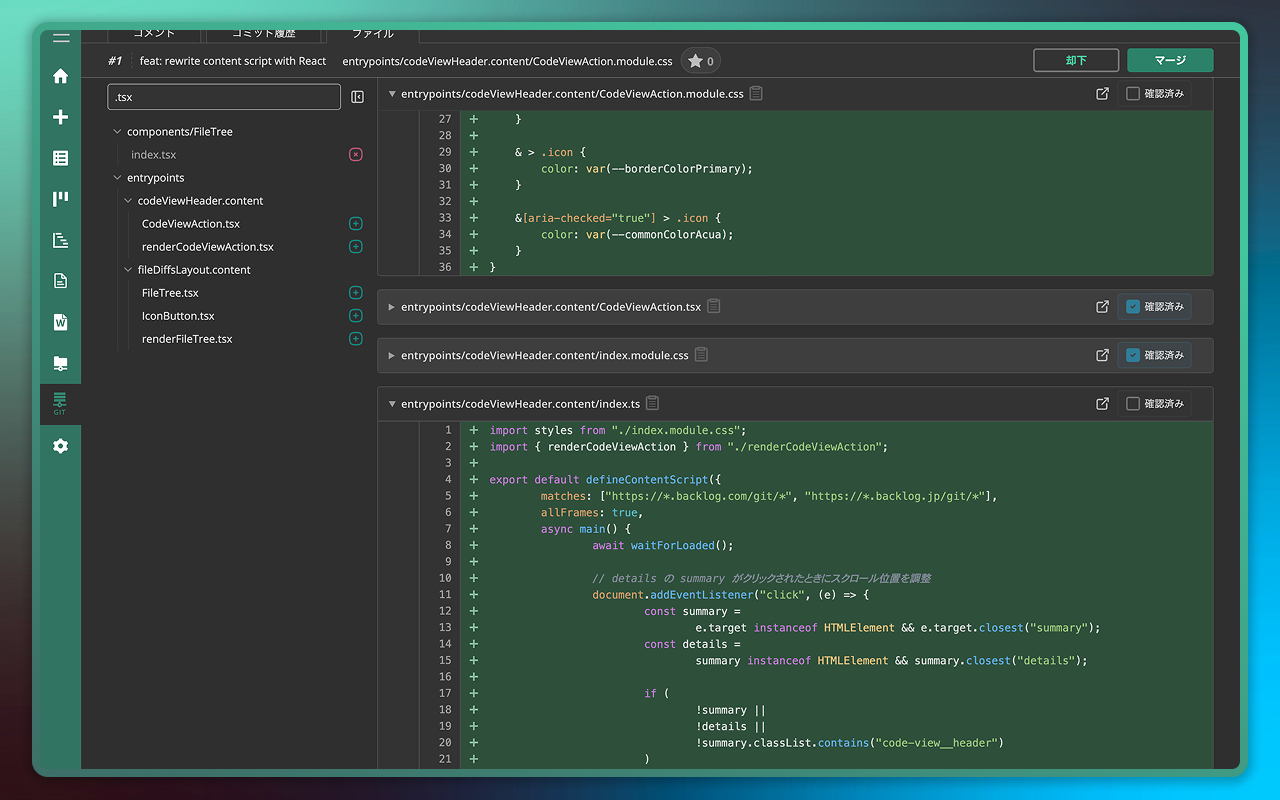 コメント
コミット履歴
ファイル
#1 feat: rewrite content script with React entrypoints/codeViewHeader.content/CodeViewAction.module.css 0
却下
マージ
.tsx
components/FileTree
index.tsx
entrypoints
codeViewHeader.content
CodeViewAction.tsx
renderCodeViewAction.tsx
fileDiffsLayout.content
FileTree.tsx
IconButton.tsx
renderFileTree.tsx
W
GIT
entrypoints/codeViewHeader.content/CodeViewAction.module.css
確認済み
27 +     }
28 +
29 +     & > .icon {
30 +         color: var(--borderColorPrimary);
31 +     }
32 +
33 +     &[aria-checked="true"] > .icon {
34 +         color: var(--commonColorAcua);
35 +     }
36 + }
entrypoints/codeViewHeader.content/CodeViewAction.tsx
確認済み
entrypoints/codeViewHeader.content/index.module.css
確認済み
entrypoints/codeViewHeader.content/index.ts
確認済み
1 + import styles from "./index.module.css";
2 + import { renderCodeViewAction } from "./renderCodeViewAction";
3 +
4 + export default defineContentScript({
5 +         matches: ["https://*.backlog.com/git/*", "https://*.backlog.jp/git/*"],
6 +         allFrames: true,
7 +         async main() {
8 +                 await waitForLoaded();
9 +
10 +                 // details の summary がクリックされたときにスクロール位置を調整
11 +                 document.addEventListener("click", (e) => {
12 +                         const summary =
13 +                                 e.target instanceof HTMLElement && e.target.closest("summary");
14 +                         const details =
15 +                                 summary instanceof HTMLElement && summary.closest("details");
16 +
17 +                         if (
18 +                                 !summary ||
19 +                                 !details ||
20 +                                 !summary.classList.contains("code-view__header")
21 +                         )